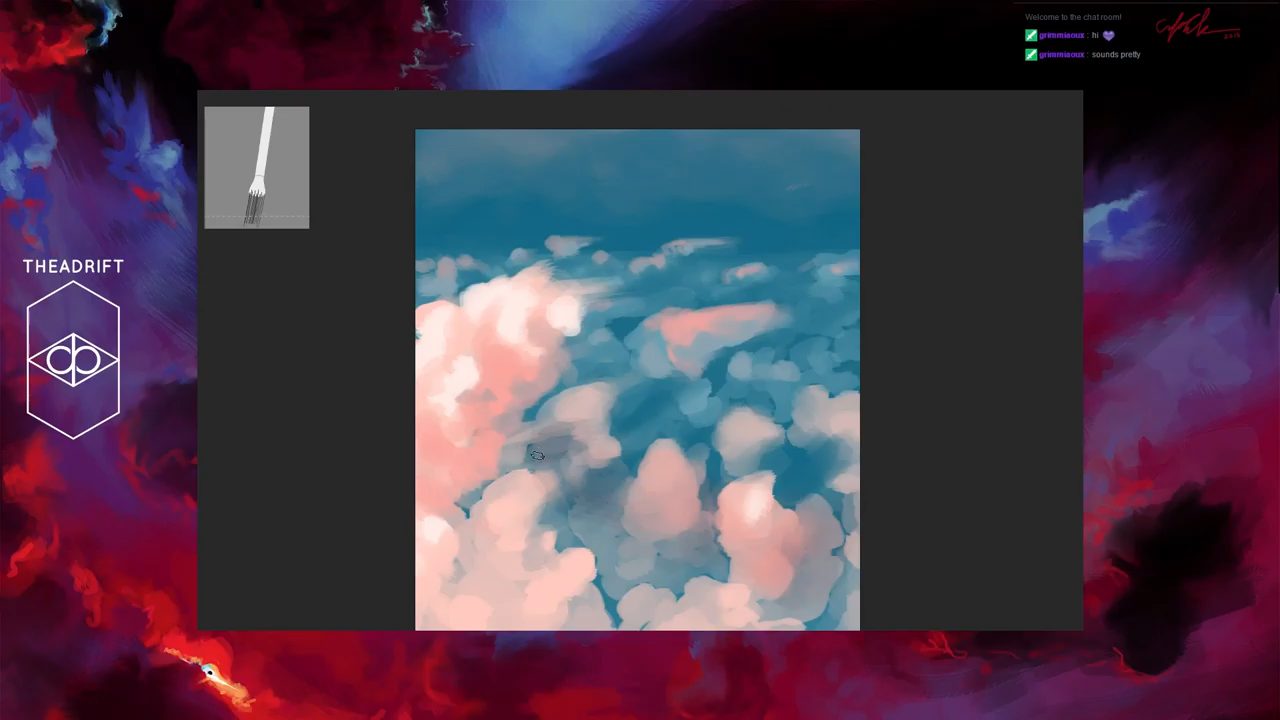 Welcome to the chat room!
grimmiaoux : hi
grimmiaoux : sounds pretty
THEADRIFT